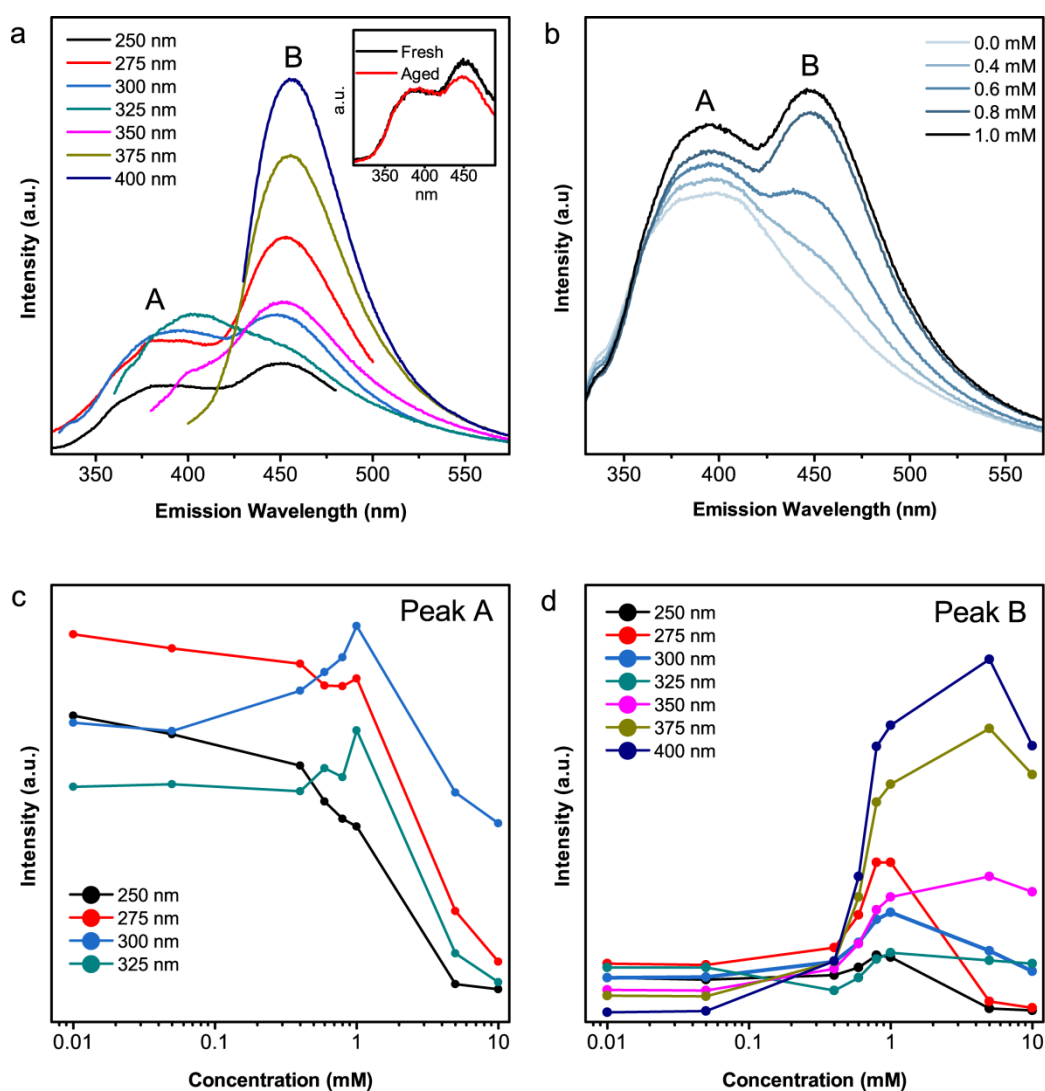 a
250 nm
275 nm
300 nm
325 nm
350 nm
375 nm
400 nm
A
B
Fresh
Aged
a.u.
350 400 450
nm
Intensity (a.u.)
350 400 450 500 550
Emission Wavelength (nm)
b
0.0 mM
0.4 mM
0.6 mM
0.8 mM
1.0 mM
A
B
Intensity (a.u)
350 400 450 500 550
Emission Wavelength (nm)
c
Peak A
250 nm
275 nm
300 nm
325 nm
Intensity (a.u.)
0.01 0.1 1 10
Concentration (mM)
d
Peak B
250 nm
275 nm
300 nm
325 nm
350 nm
375 nm
400 nm
Intensity (a.u.)
0.01 0.1 1 10
Concentration (mM)